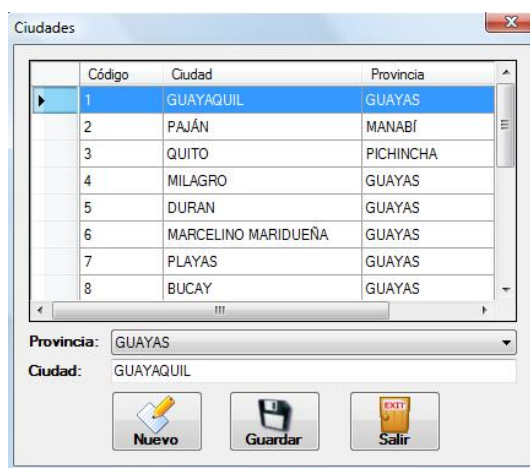 Ciudades
Código Ciudad Provincia
1 GUAYAQUIL GUAYAS
2 PAJÁN MANABÍ
3 QUITO PICHINCHA
4 MILAGRO GUAYAS
5 DURAN GUAYAS
6 MARCELINO MARIDUEÑA GUAYAS
7 PLAYAS GUAYAS
8 BUCAY GUAYAS
Provincia: GUAYAS
Ciudad: GUAYAQUIL
EXIT
Nuevo Guardar Salir